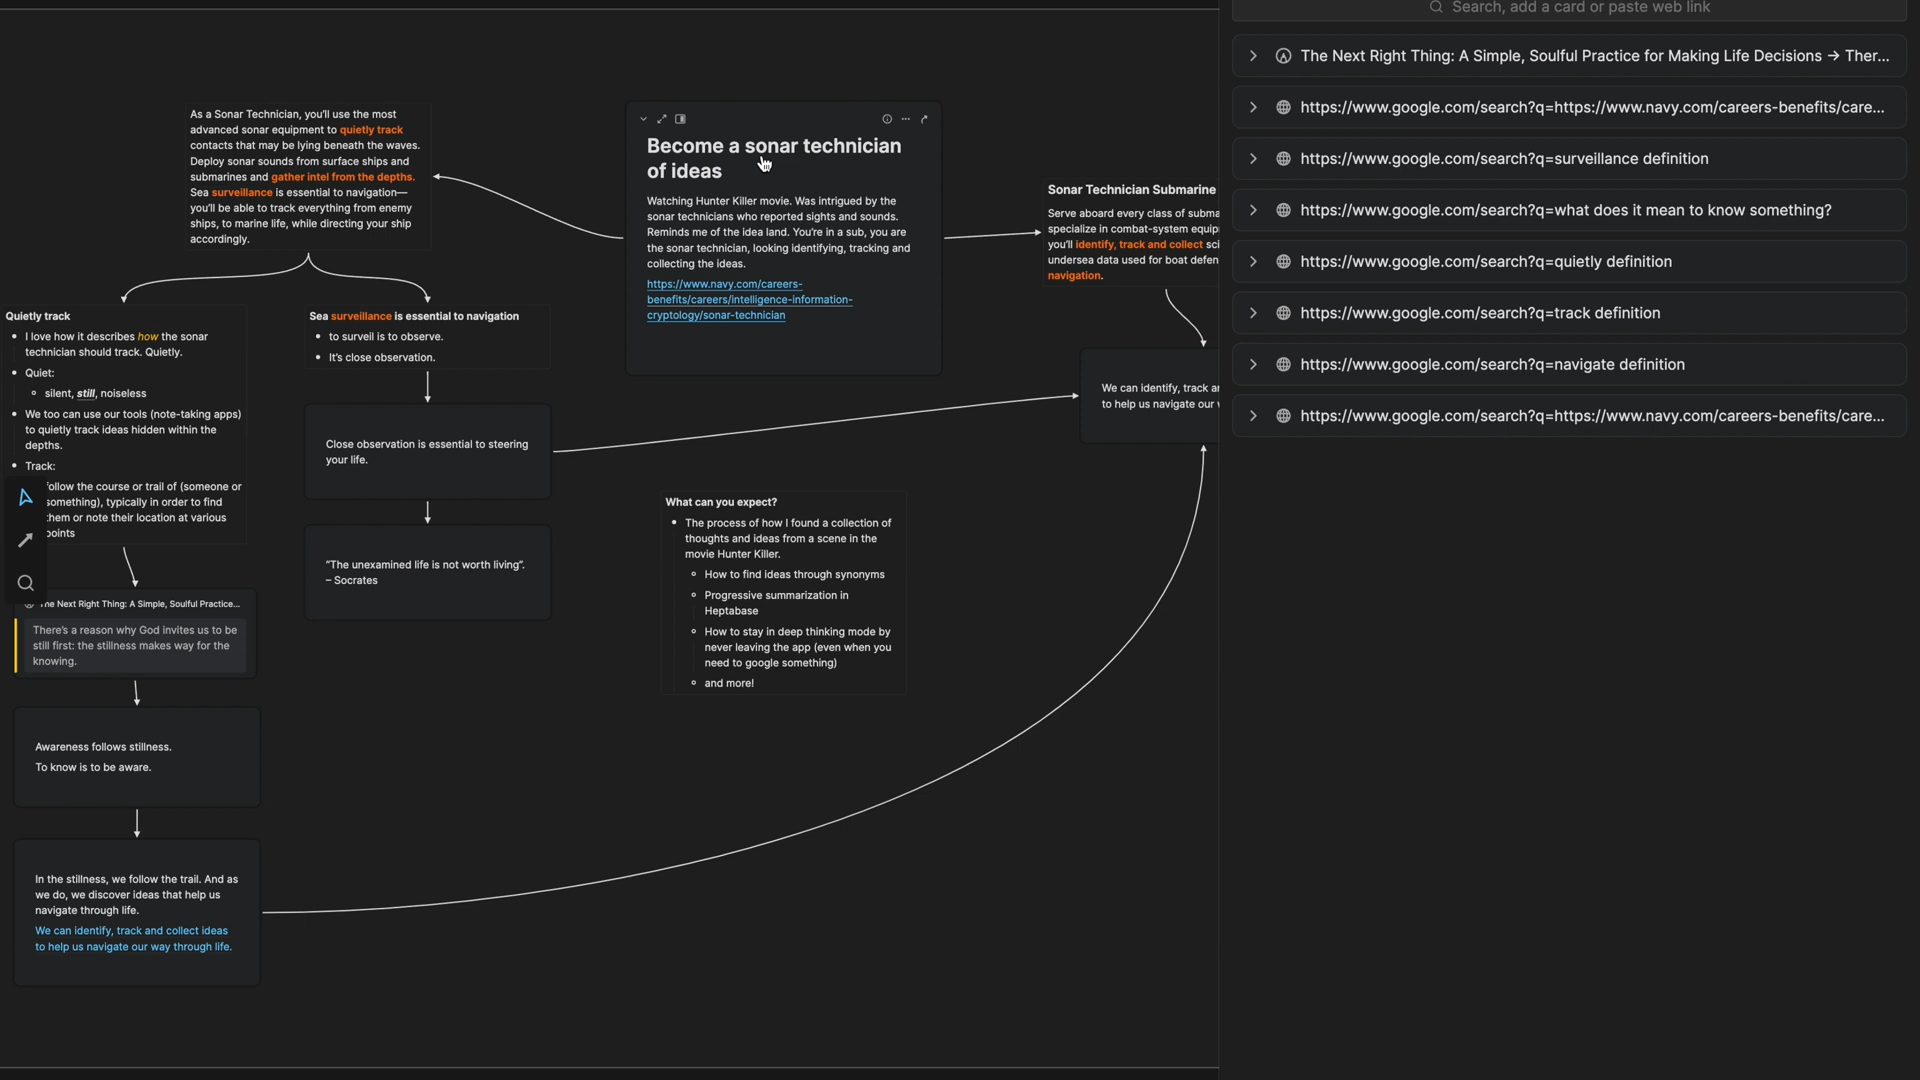 Search, add a card or paste web link
The Next Right Thing: A Simple, Soulful Practice for Making Life Decisions → Ther...
https://www.google.com/search?q=https://www.navy.com/careers-benefits/care...
https://www.google.com/search?q=surveillance definition
https://www.google.com/search?q=what does it mean to know something?
https://www.google.com/search?q=quietly definition
https://www.google.com/search?q=track definition
https://www.google.com/search?q=navigate definition
https://www.google.com/search?q=https://www.navy.com/careers-benefits/care...
As a Sonar Technician, you'll use the most
advanced sonar equipment to quietly track
contacts that may be lying beneath the waves.
Deploy sonar sounds from surface ships and
submarines and gather intel from the depths.
Sea surveillance is essential to navigation—
you'll be able to track everything from enemy
ships, to marine life, while directing your ship
accordingly.
Become a sonar technician
of ideas
Watching Hunter Killer movie. Was intrigued by the
sonar technicians who reported sights and sounds.
Reminds me of the idea land. You're in a sub, you are
the sonar technician, looking identifying, tracking and
collecting the ideas.
https://www.navy.com/careers-
benefits/careers/intelligence-information-
cryptology/sonar-technician
Sonar Technician Submarine
Serve aboard every class of subma
specialize in combat-system equip
you'll identify, track and collect sci
undersea data used for boat defen
navigation.
Quietly track
• I love how it describes how the sonar
technician should track. Quietly.
• Quiet:
◦ silent, still, noiseless
• We too can use our tools (note-taking apps)
to quietly track ideas hidden within the
depths.
• Track:
follow the course or trail of (someone or
something), typically in order to find
them or note their location at various
points
Sea surveillance is essential to navigation
• to surveil is to observe.
• It's close observation.
Close observation is essential to steering
your life.
"The unexamined life is not worth living".
– Socrates
We can identify, track ar
to help us navigate our
What can you expect?
• The process of how I found a collection of
thoughts and ideas from a scene in the
movie Hunter Killer.
◦ How to find ideas through synonyms
◦ Progressive summarization in
Heptabase
◦ How to stay in deep thinking mode by
never leaving the app (even when you
need to google something)
◦ and more!
The Next Right Thing: A Simple, Soulful Practice...
There's a reason why God invites us to be
still first: the stillness makes way for the
knowing.
Awareness follows stillness.
To know is to be aware.
In the stillness, we follow the trail. And as
we do, we discover ideas that help us
navigate through life.
We can identify, track and collect ideas
to help us navigate our way through life.